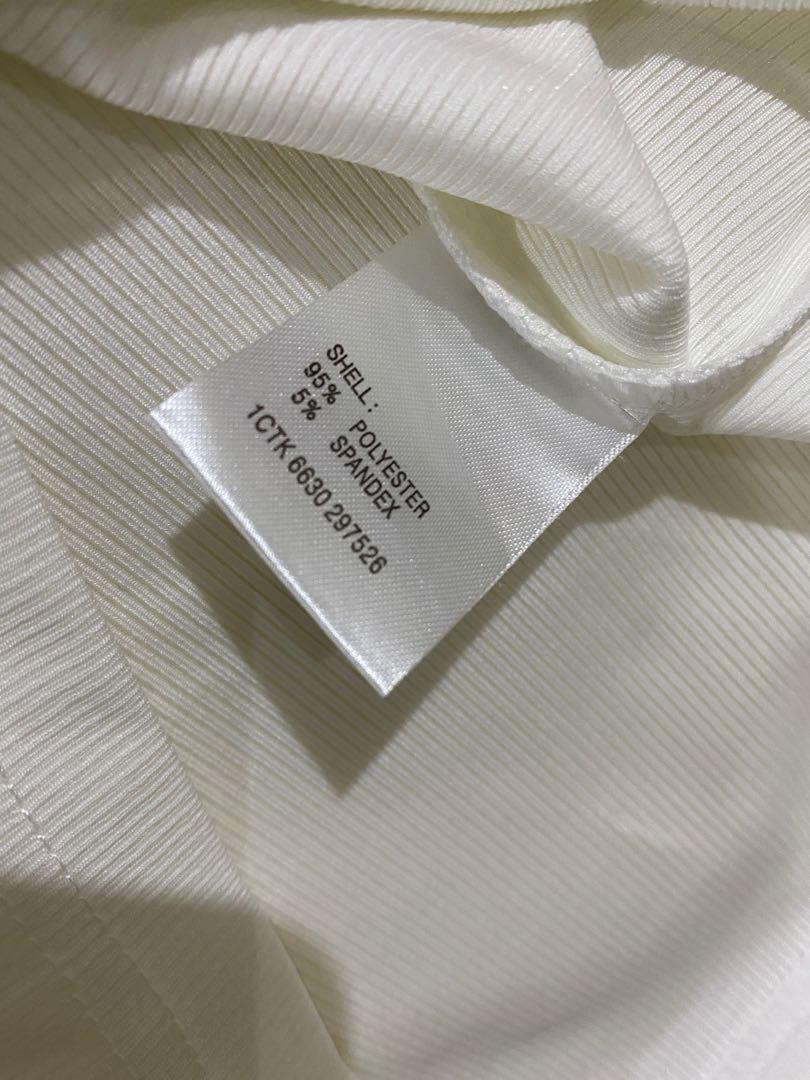 SHELL:
95% POLYESTER
5% SPANDEX
1CTK 6630 297526